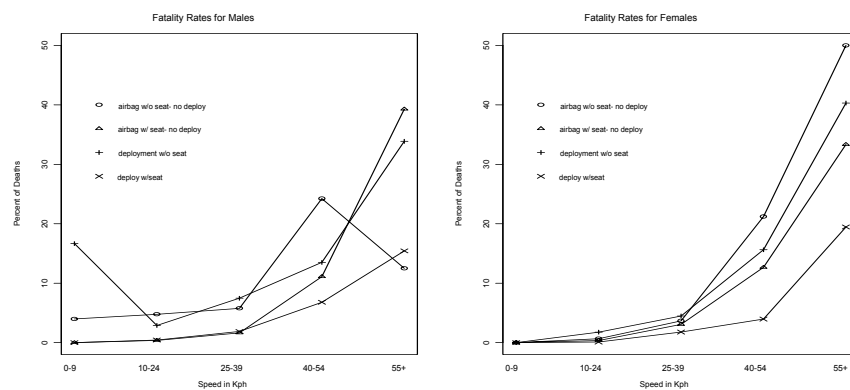 Fatality Rates for Males
50
40
30
20
10
0
Percent of Deaths
airbag w/o seat- no deploy
airbag w/ seat- no deploy
deployment w/o seat
deploy w/seat
0-9 10-24 25-39 40-54 55+
Speed in Kph
Fatality Rates for Females
50
40
30
20
10
0
Percent of Deaths
airbag w/o seat- no deploy
airbag w/ seat- no deploy
deployment w/o seat
deploy w/seat
0-9 10-24 25-39 40-54 55+
Speed in Kph